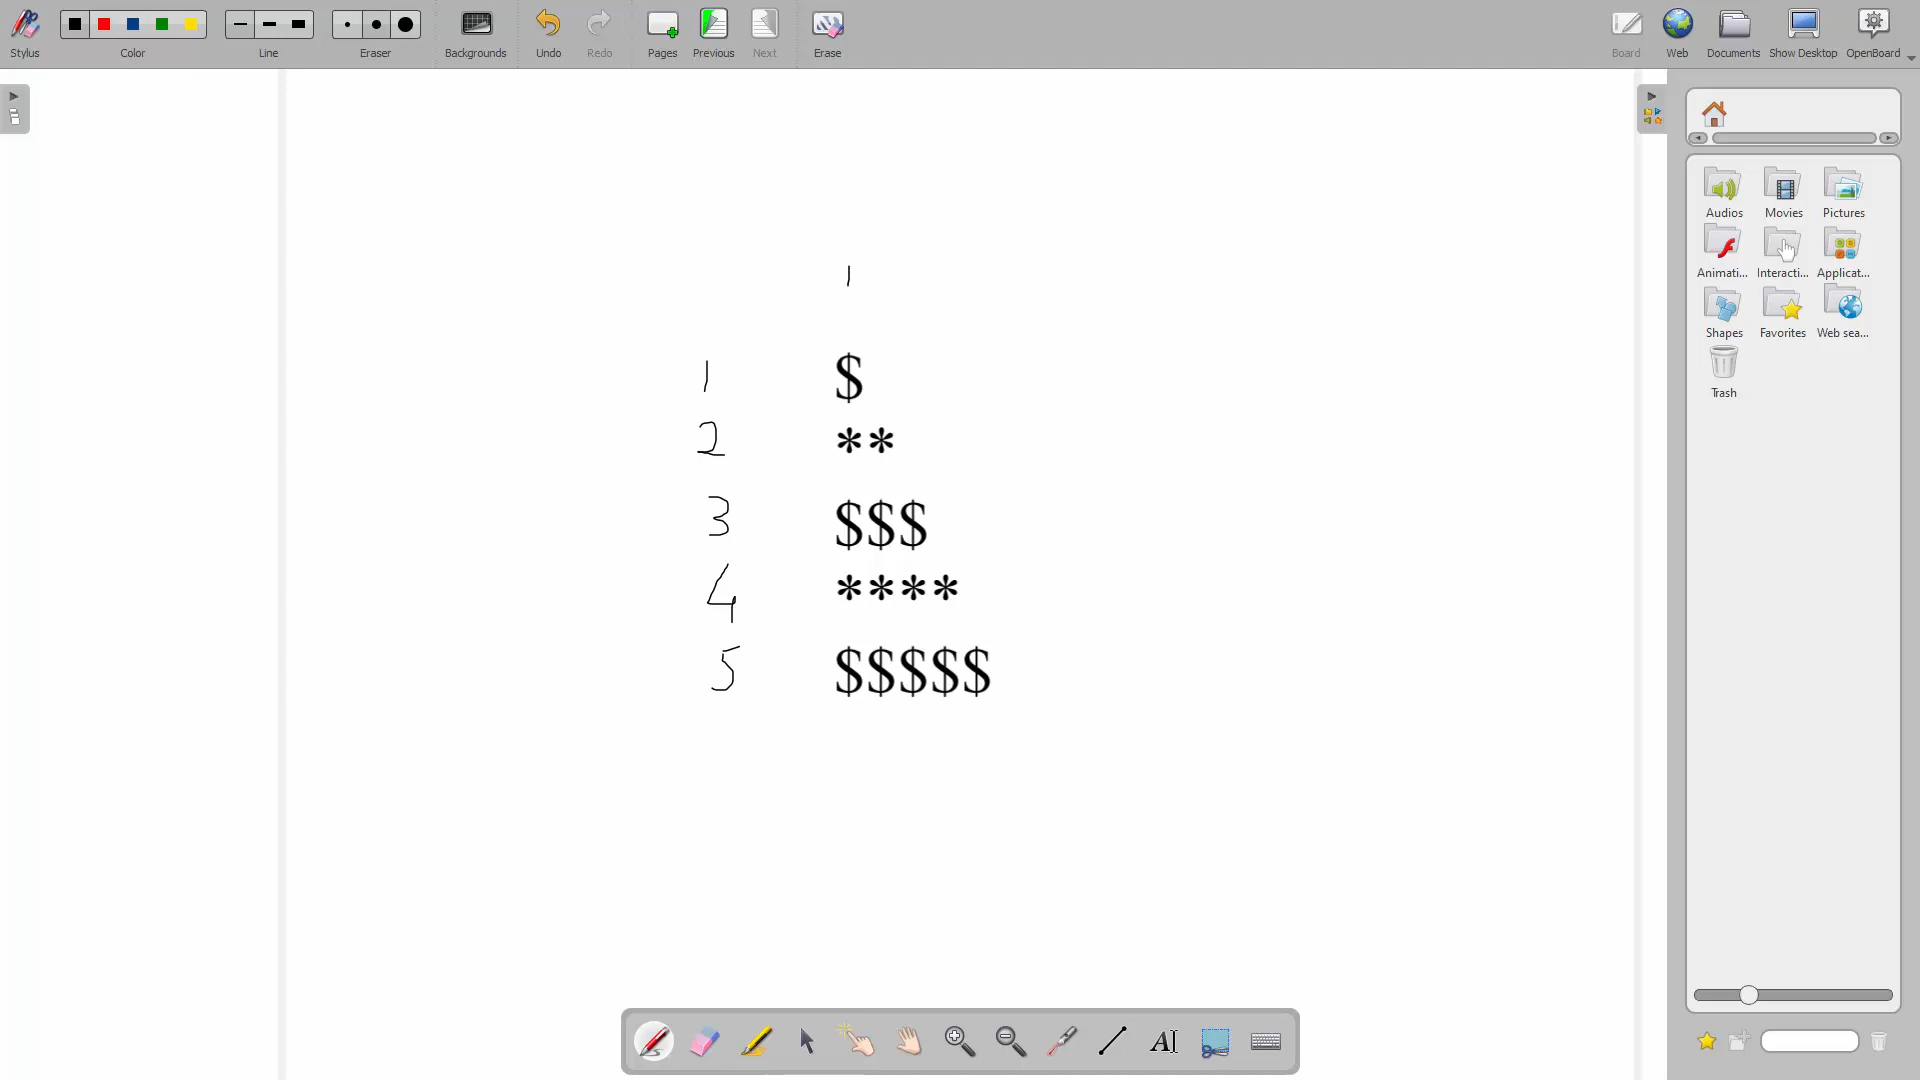 Stylus
Color
Line
Eraser
Backgrounds
Undo
Redo
Pages
Previous
Next
Erase
Board
Web
Documents
Show Desktop
OpenBoard
1
1 $
2 **
3 $$$
4 ****
5 $$$$$
Audios
Movies
Pictures
Animati...
Interacti...
Applicat...
Shapes
Favorites
Web sea...
Trash
AI